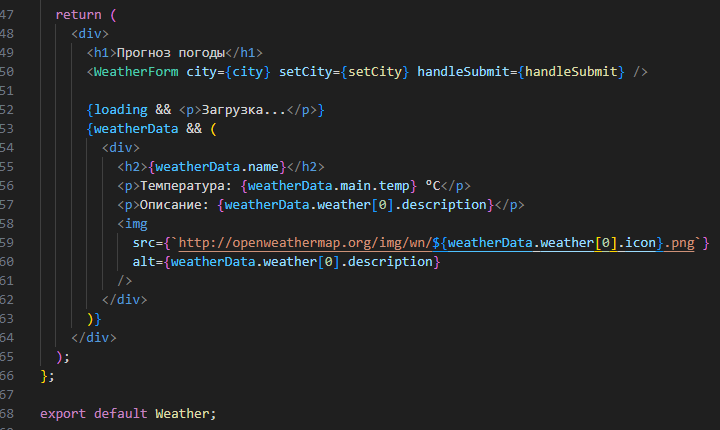 47 return (
48 <div>
49 <h1>Прогноз погоды</h1>
50 <WeatherForm city={city} setCity={setCity} handleSubmit={handleSubmit} />
51
52 {loading && <p>Загрузка...</p>}
53 {weatherData && (
54 <div>
55 <h2>{weatherData.name}</h2>
56 <p>Температура: {weatherData.main.temp} °C</p>
57 <p>Описание: {weatherData.weather[0].description}</p>
58 <img
59 src={`http://openweathermap.org/img/wn/${weatherData.weather[0].icon}.png`}
60 alt={weatherData.weather[0].description}
61 />
62 </div>
63 )}
64 </div>
65 );
66 };
67
68 export default Weather;